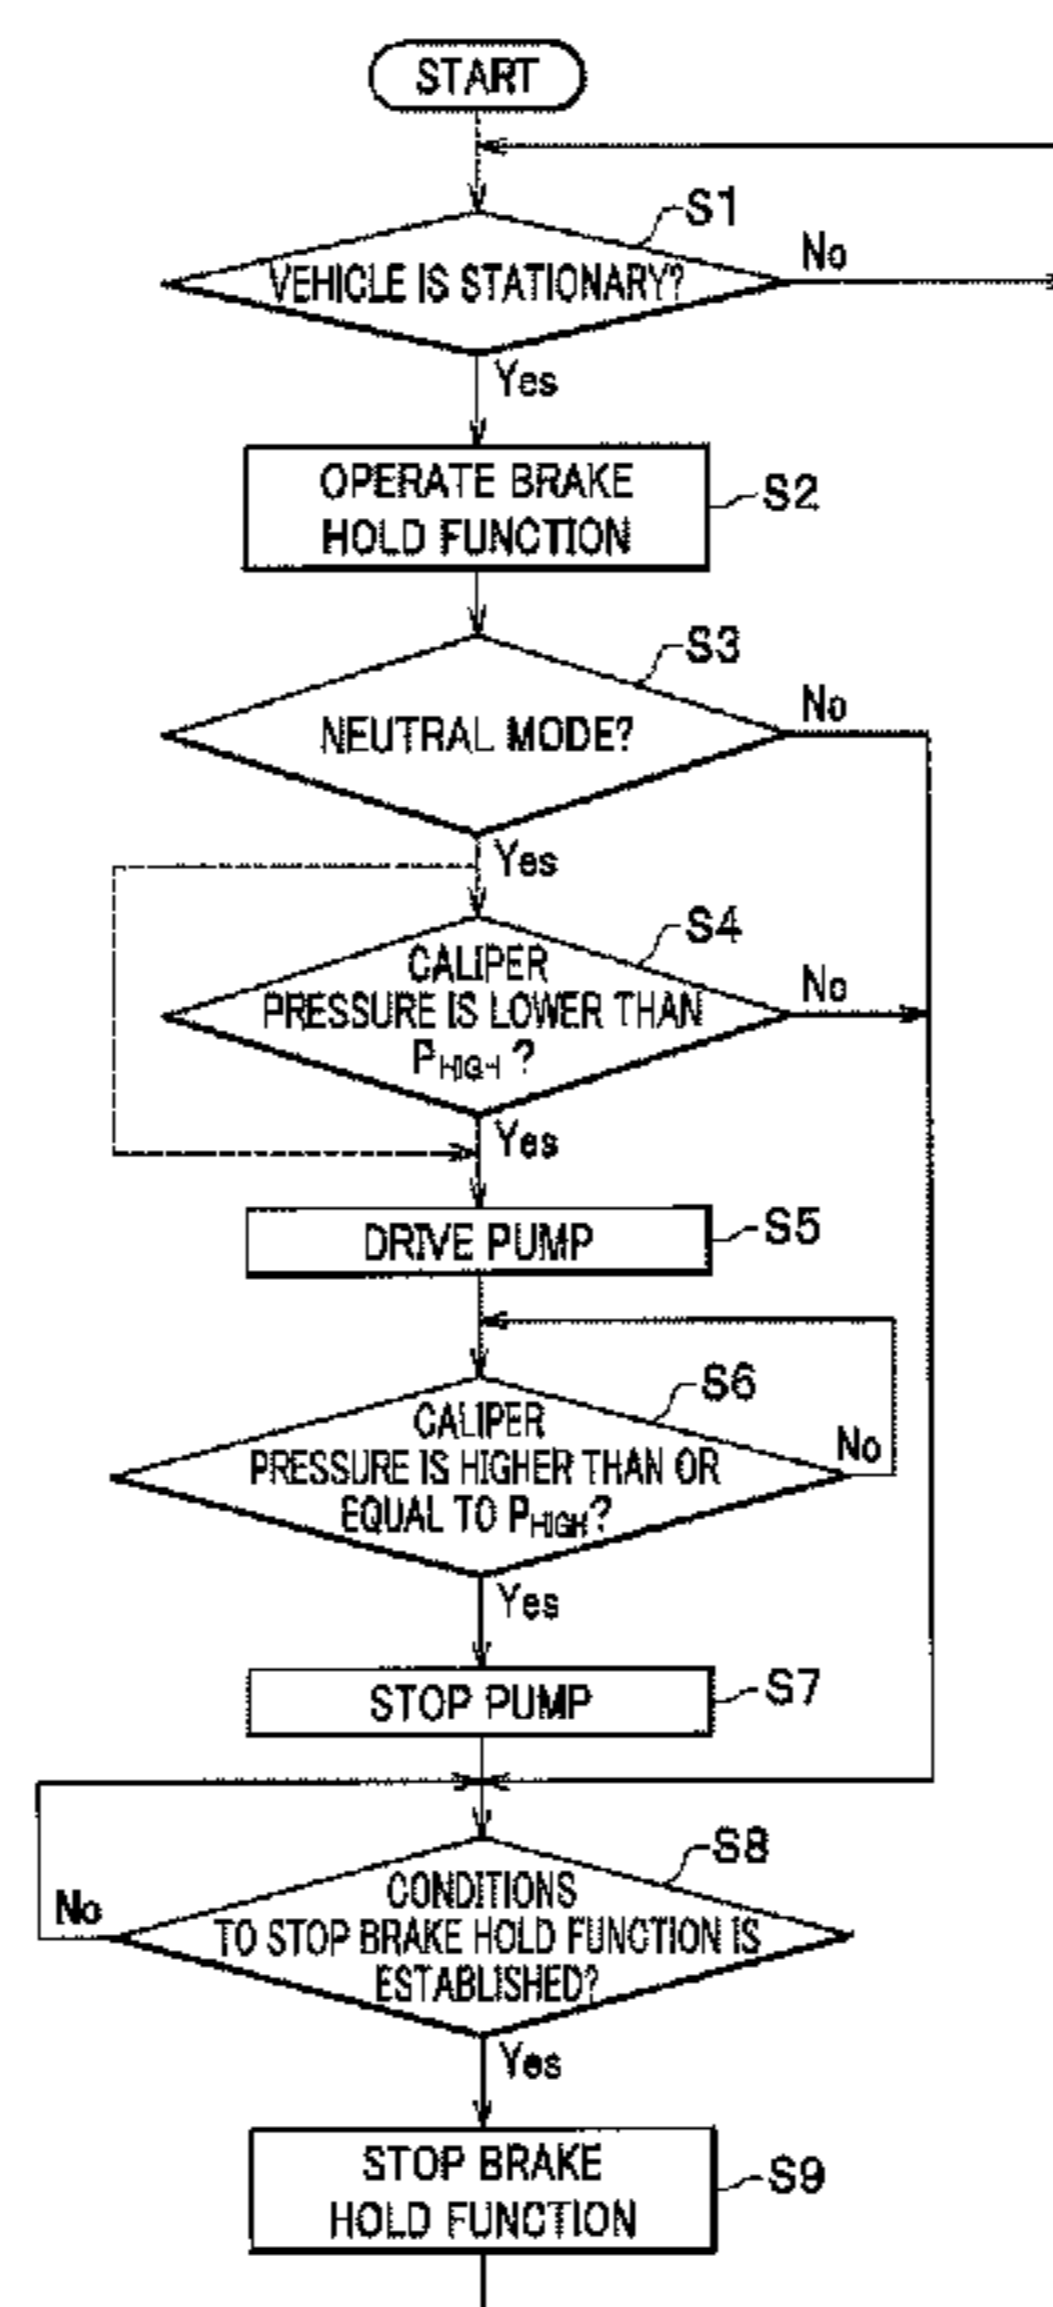 START
S1
VEHICLE IS STATIONARY?
No
Yes
OPERATE BRAKE
HOLD FUNCTION
S2
S3
NEUTRAL MODE?
No
Yes
S4
CALIPER
PRESSURE IS LOWER THAN
PHIGH ?
No
Yes
DRIVE PUMP
S5
S6
CALIPER
PRESSURE IS HIGHER THAN OR
EQUAL TO PHIGH?
No
Yes
STOP PUMP
S7
S8
CONDITIONS
TO STOP BRAKE HOLD FUNCTION IS
ESTABLISHED?
No
Yes
STOP BRAKE
HOLD FUNCTION
S9